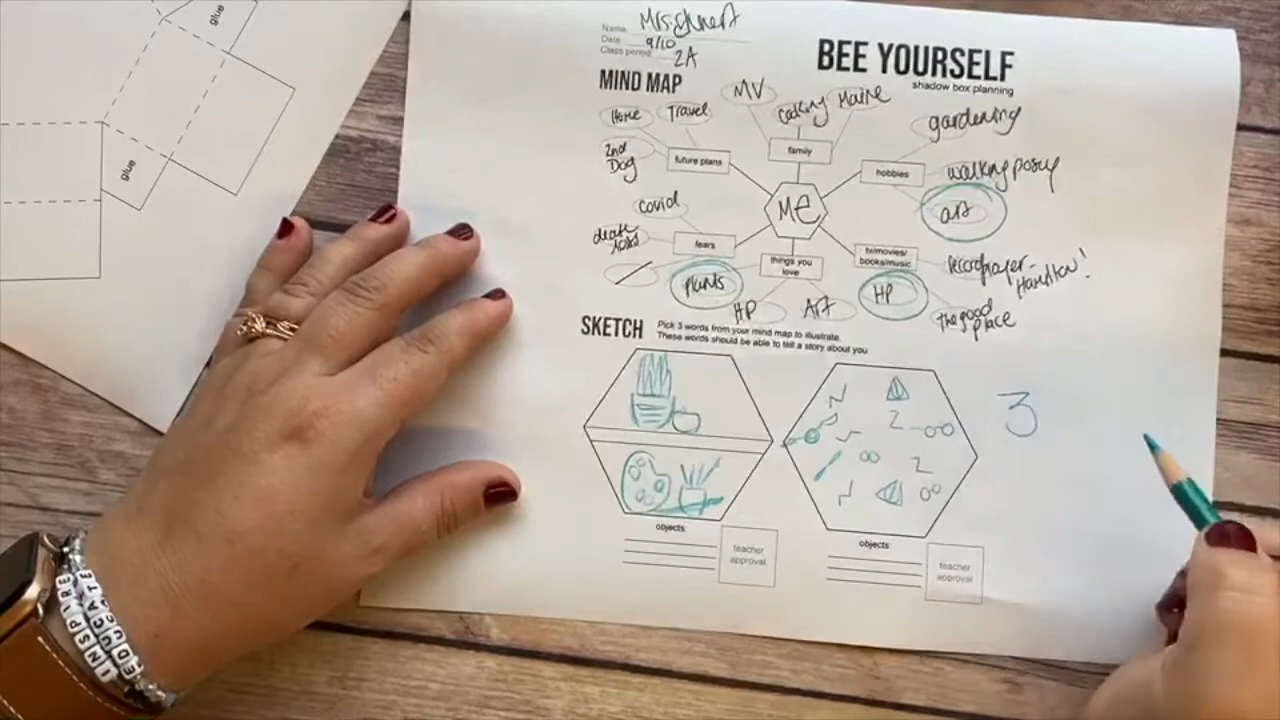 glue
glue
Name
Date 9/10
Class period 2A
BEE YOURSELF
shadow box planning
MIND MAP
Home
Travel
MV
Cooking
Maine
gardening
2nd
Dog
future plans
family
hobbies
walking posey
art
ME
covid
death
loss
fears
things you
love
tv/movies/
books/music
Hamilton!
plants
HP
HP
ART
the good
place
SKETCH
Pick 3 words from your mind map to illustrate.
These words should be able to tell a story about you
3
objects:
teacher
approval
objects:
teacher
approval
INSPIRE
EDUCATE